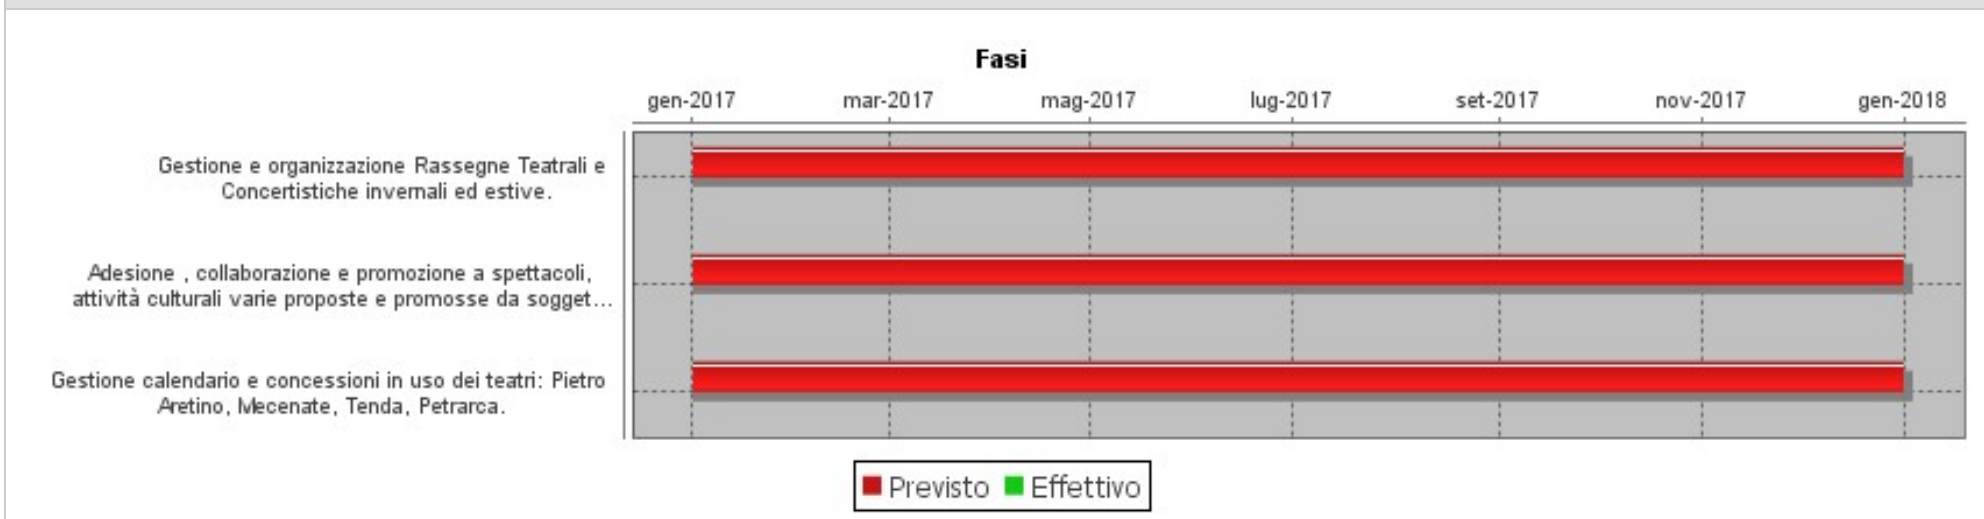 Fasi
gen-2017 mar-2017 mag-2017 lug-2017 set-2017 nov-2017 gen-2018
Gestione e organizzazione Rassegne Teatrali e
Concertistiche invernali ed estive.
Adesione , collaborazione e promozione a spettacoli,
attività culturali varie proposte e promosse da sogget...
Gestione calendario e concessioni in uso dei teatri: Pietro
Aretino, Mecenate, Tenda, Petrarca.
Previsto Effettivo